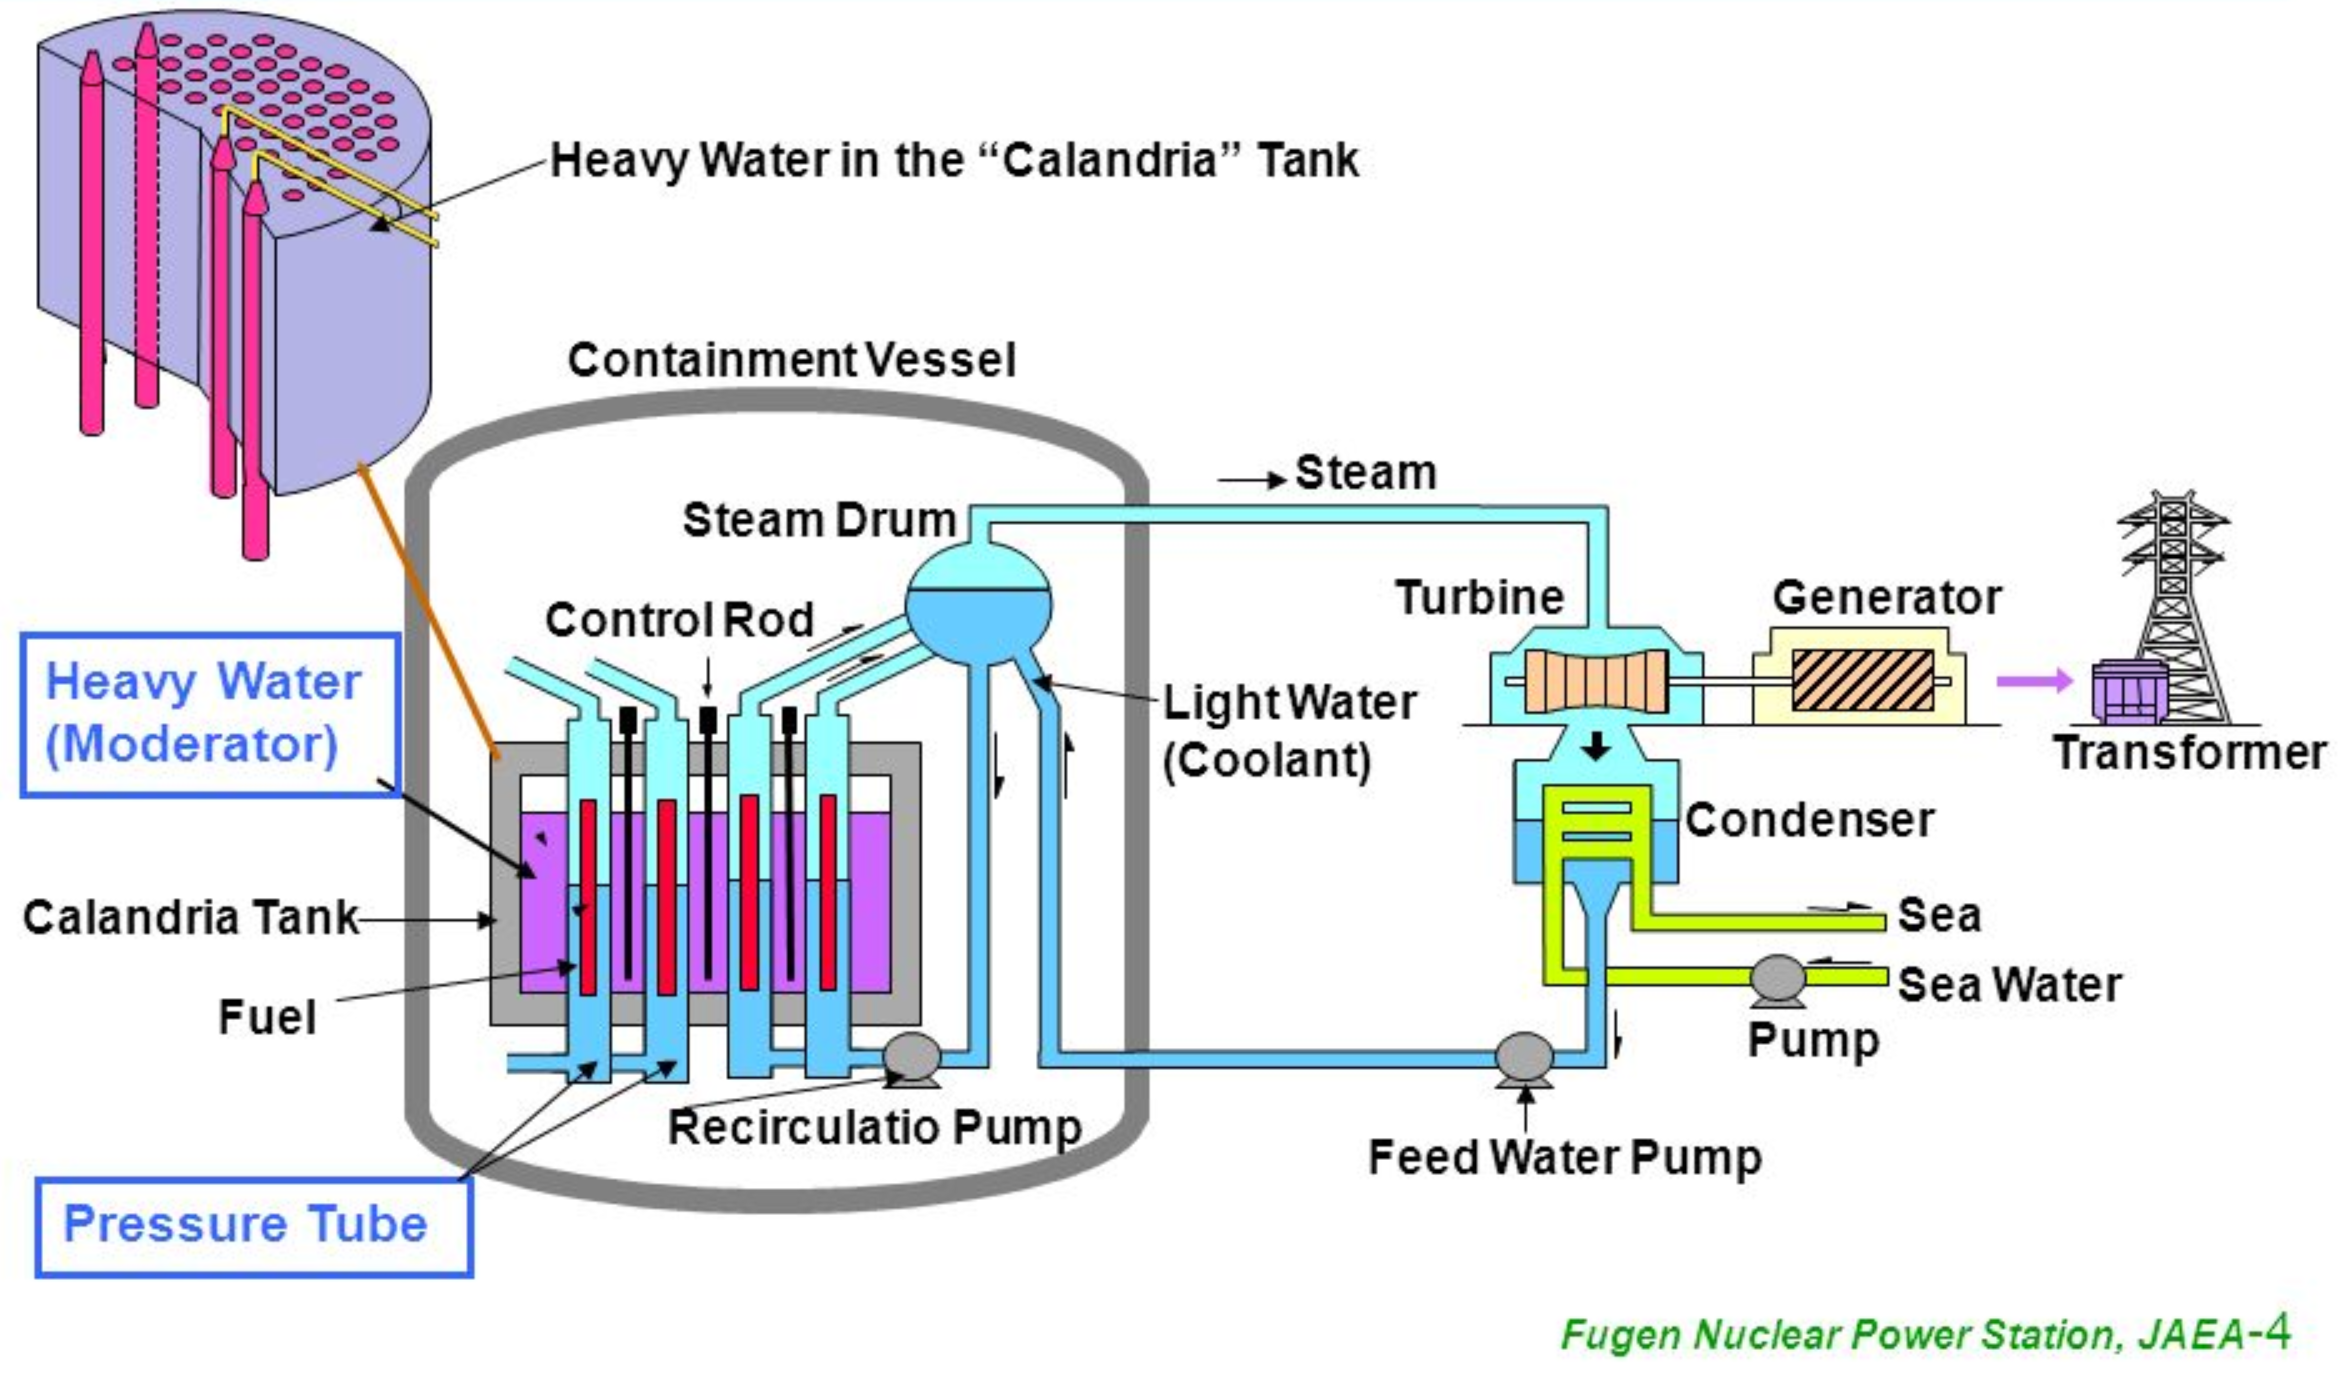 Heavy Water in the “Calandria” Tank
Containment Vessel
Steam
Steam Drum
Control Rod
Turbine
Generator
Heavy Water
(Moderator)
Light Water
(Coolant)
Transformer
Condenser
Calandria Tank
Sea
Sea Water
Fuel
Pump
Recirculatio Pump
Feed Water Pump
Pressure Tube
Fugen Nuclear Power Station, JAEA-4